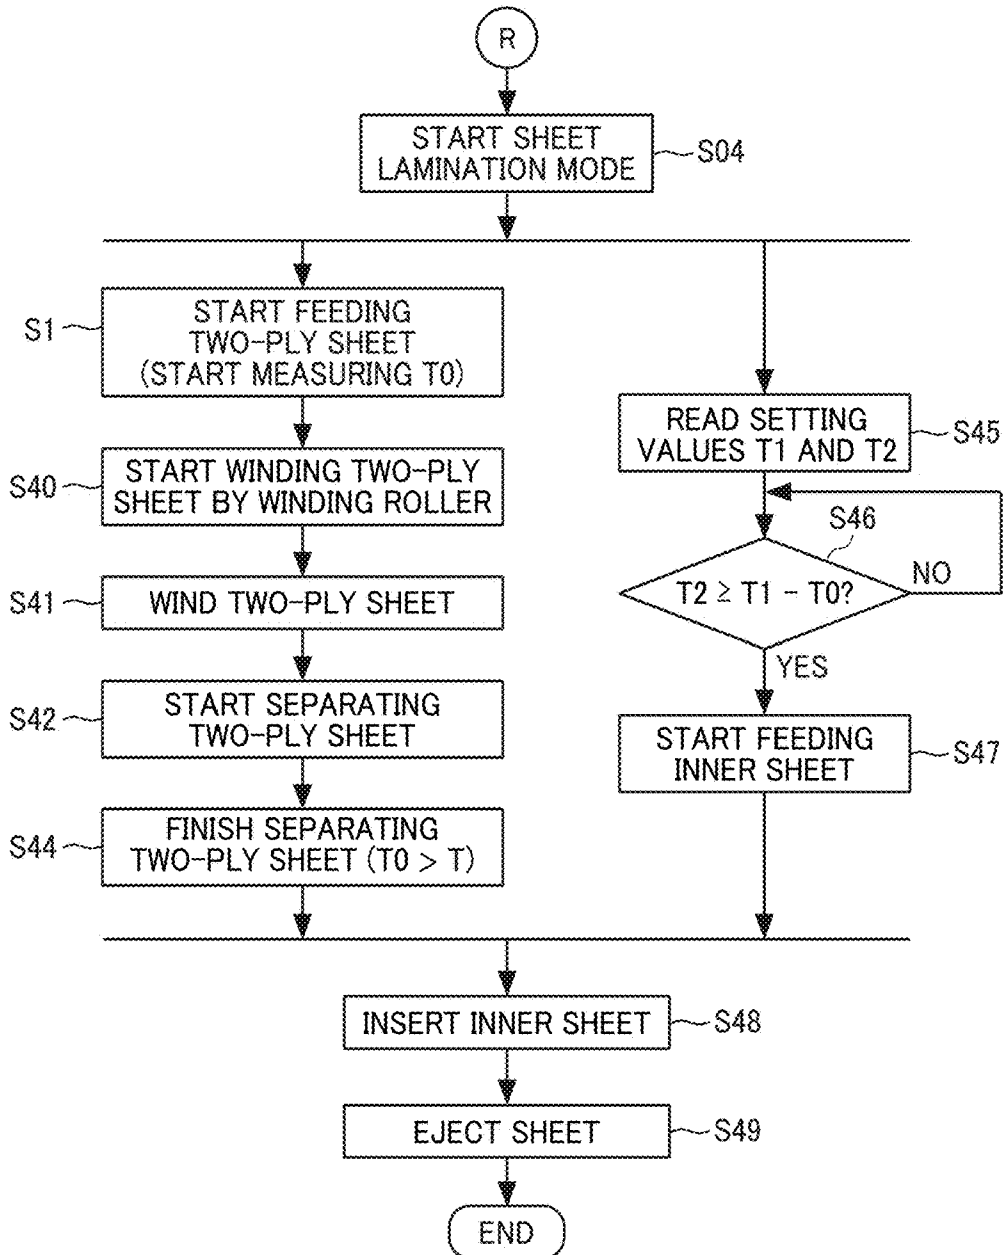 R
START SHEET
LAMINATION MODE
S04
S1
START FEEDING
TWO-PLY SHEET
(START MEASURING T0)
S40
START WINDING TWO-PLY
SHEET BY WINDING ROLLER
S41
WIND TWO-PLY SHEET
S42
START SEPARATING
TWO-PLY SHEET
S44
FINISH SEPARATING
TWO-PLY SHEET (T0 > T)
READ SETTING
VALUES T1 AND T2
S45
S46
T2 ≥ T1 - T0?
NO
YES
START FEEDING
INNER SHEET
S47
INSERT INNER SHEET
S48
EJECT SHEET
S49
END